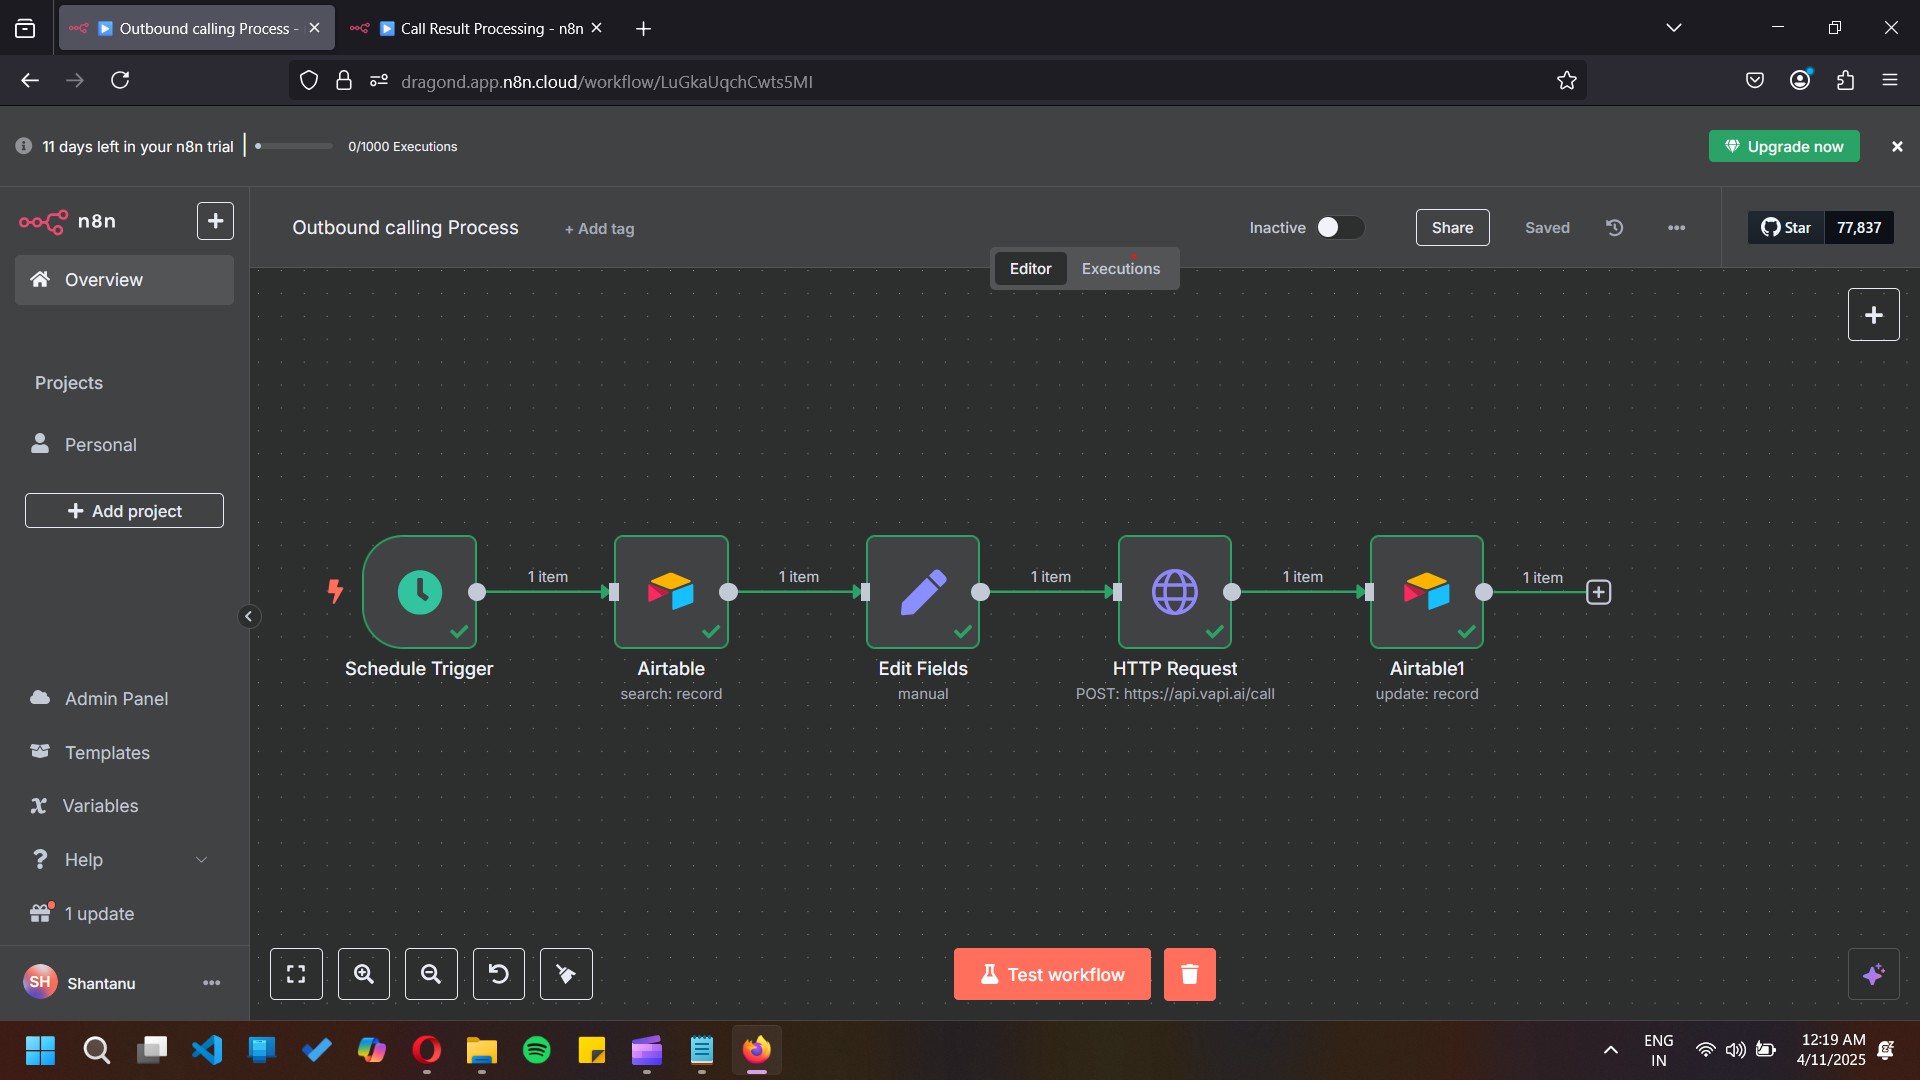 Outbound calling Process -
Call Result Processing - n8n
dragond.app.n8n.cloud/workflow/LuGkaUqchCwts5MI
11 days left in your n8n trial
0/1000 Executions
Upgrade now
n8n
Outbound calling Process
+ Add tag
Inactive
Share
Saved
Star
77,837
Editor
Executions
Overview
Projects
Personal
Add project
1 item
1 item
1 item
1 item
1 item
Schedule Trigger
Airtable
search: record
Edit Fields
manual
HTTP Request
POST: https://api.vapi.ai/call
Airtable1
update: record
Admin Panel
Templates
Variables
Help
1 update
SH
Shantanu
Test workflow
ENG
IN
12:19 AM
4/11/2025